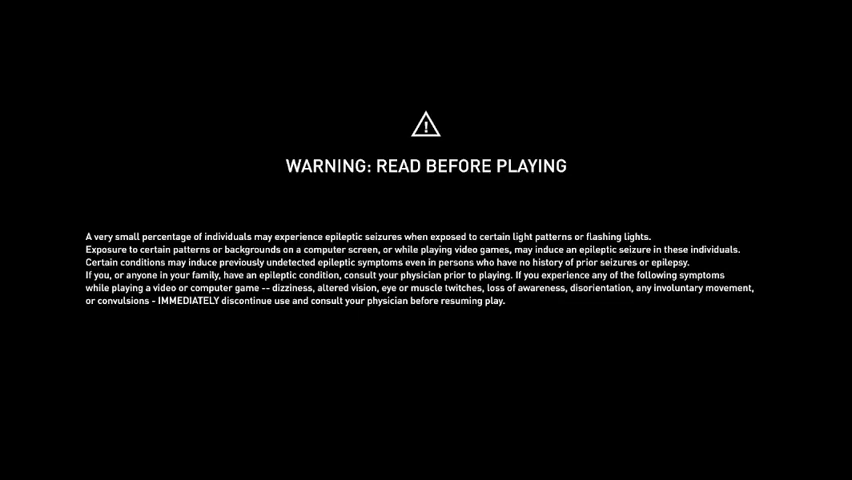 WARNING: READ BEFORE PLAYING
A very small percentage of individuals may experience epileptic seizures when exposed to certain light patterns or flashing lights.
Exposure to certain patterns or backgrounds on a computer screen, or while playing video games, may induce an epileptic seizure in these individuals.
Certain conditions may induce previously undetected epileptic symptoms even in persons who have no history of prior seizures or epilepsy.
If you, or anyone in your family, have an epileptic condition, consult your physician prior to playing. If you experience any of the following symptoms
while playing a video or computer game -- dizziness, altered vision, eye or muscle twitches, loss of awareness, disorientation, any involuntary movement,
or convulsions - IMMEDIATELY discontinue use and consult your physician before resuming play.